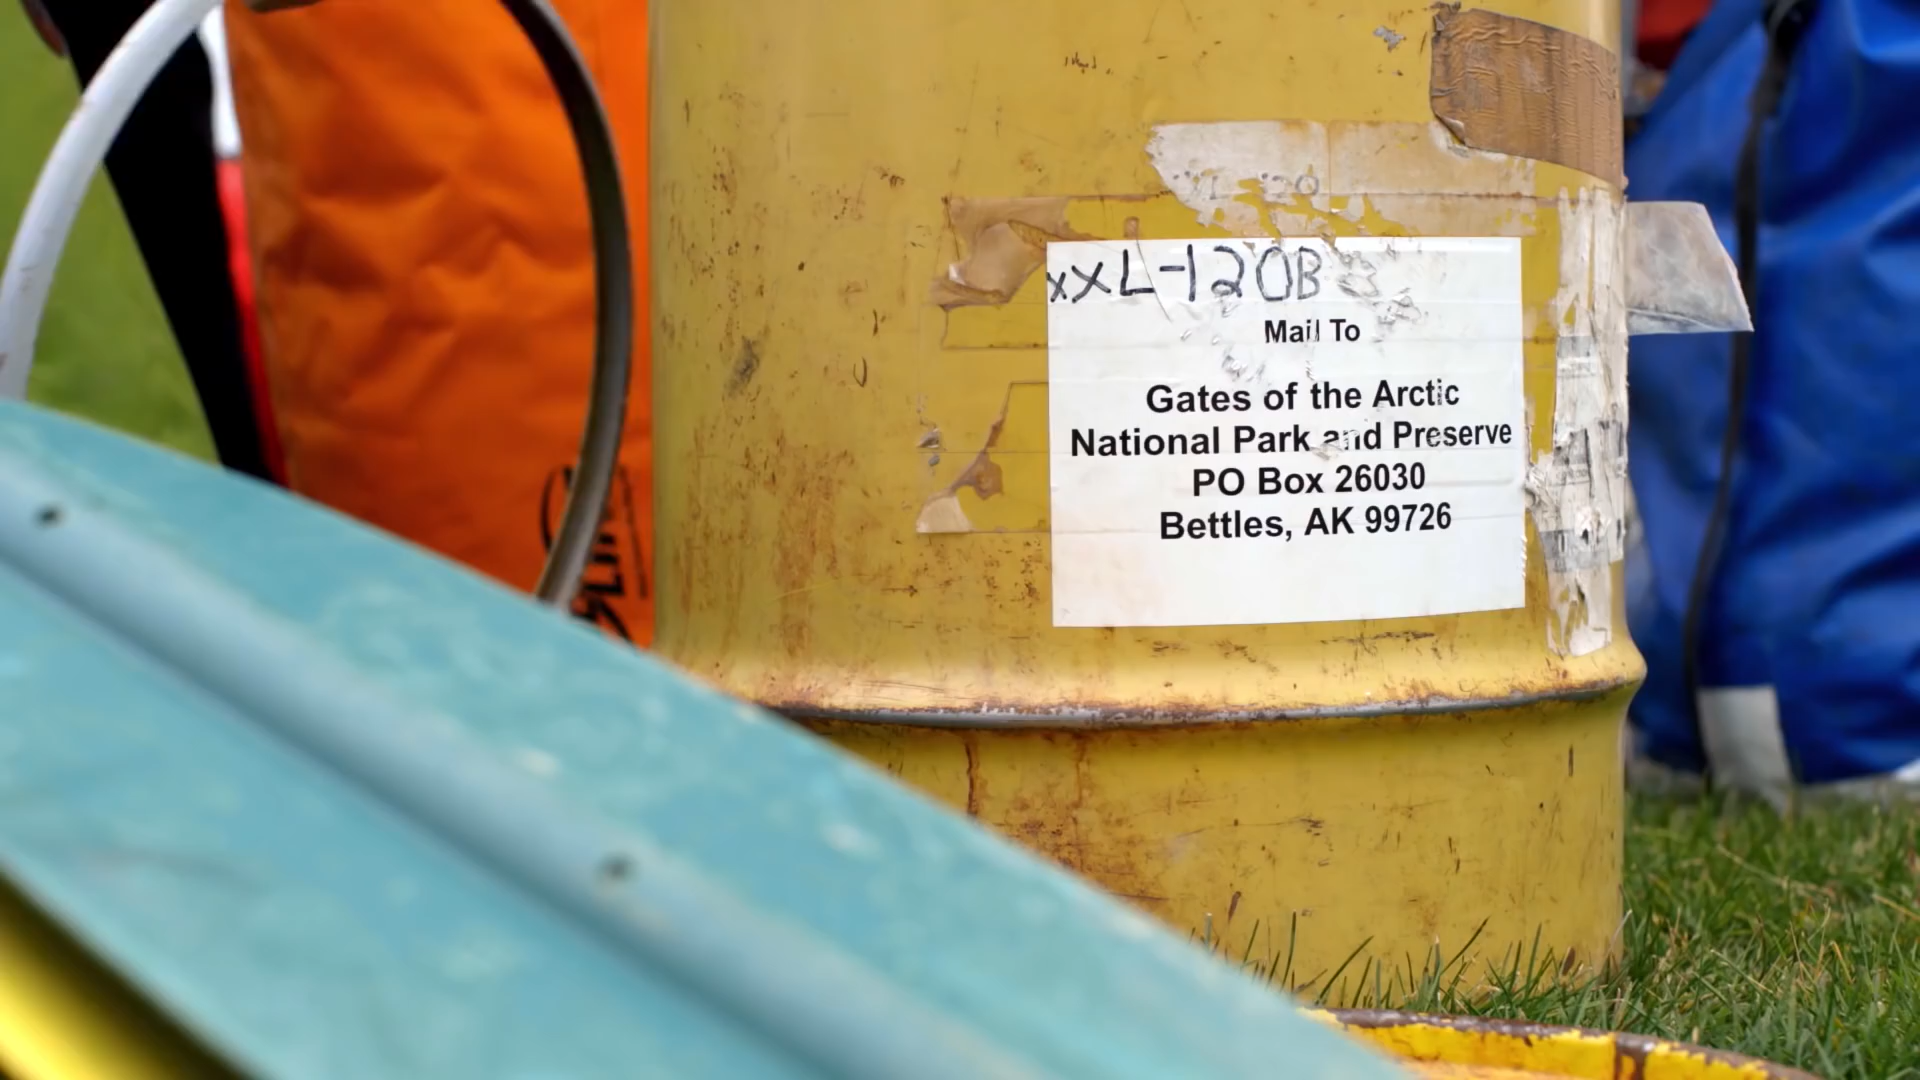 xxL-120B
Mail To
Gates of the Arctic
National Park and Preserve
PO Box 26030
Bettles, AK 99726